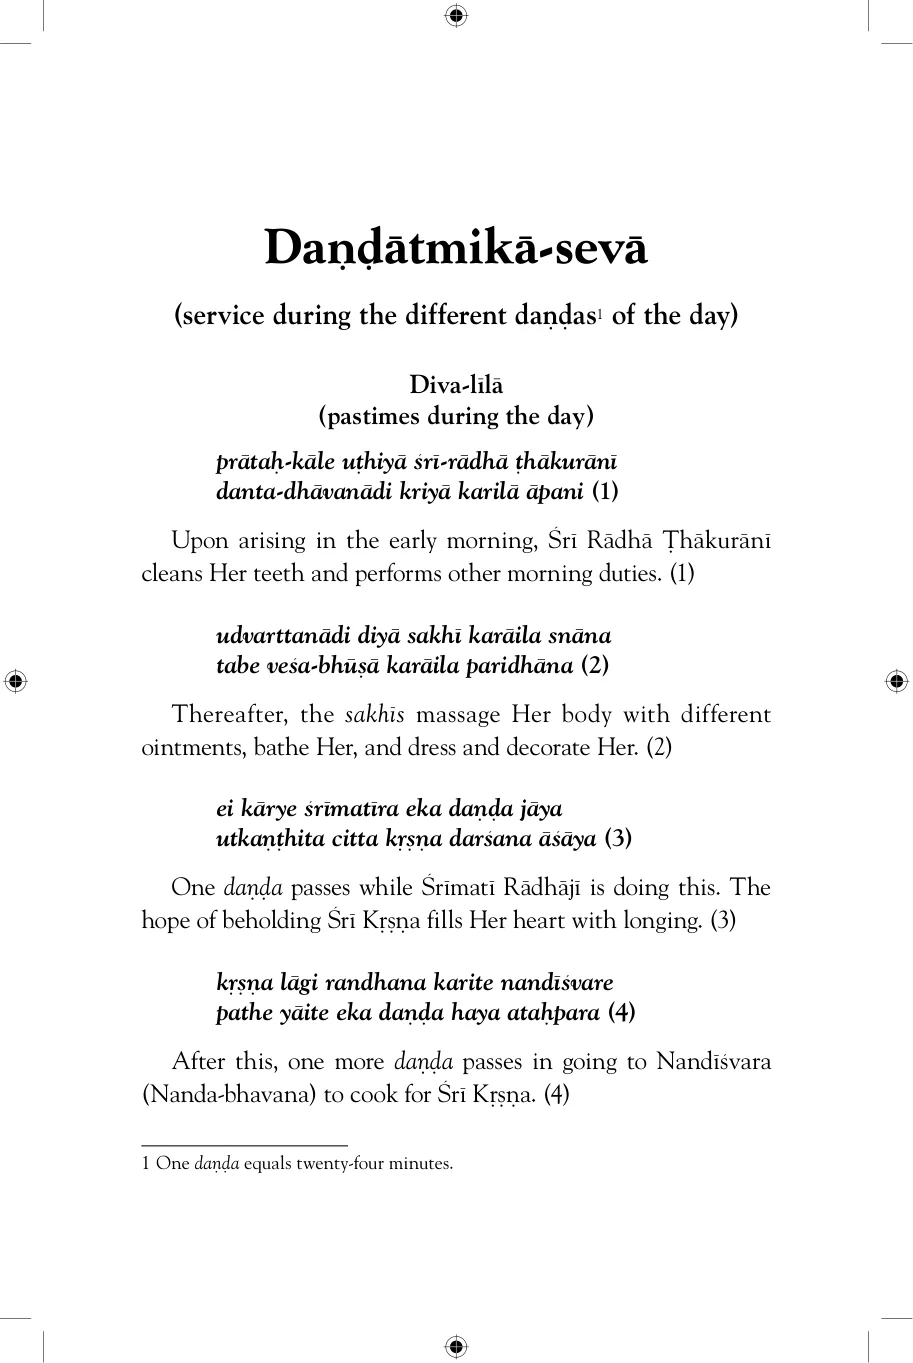 Daṇḍātmikā-sevā
(service during the different daṇḍas1 of the day)
Diva-līlā
(pastimes during the day)
prātaḥ-kāle uṭhiyā śrī-rādhā ṭhākurānī
danta-dhāvanādi kriyā karilā āpani (1)
Upon arising in the early morning, Śrī Rādhā Ṭhākurānī
cleans Her teeth and performs other morning duties. (1)
udvarttanādi diyā sakhī karāila snāna
tabe veśa-bhūṣā karāila paridhāna (2)
Thereafter, the sakhīs massage Her body with different
ointments, bathe Her, and dress and decorate Her. (2)
ei kārye śrīmatīra eka daṇḍa jāya
utkaṇṭhita citta kṛṣṇa darśana āśāya (3)
One daṇḍa passes while Śrīmatī Rādhājī is doing this. The
hope of beholding Śrī Kṛṣṇa fills Her heart with longing. (3)
kṛṣṇa lāgi randhana karite nandīśvare
pathe yāite eka daṇḍa haya ataḥpara (4)
After this, one more daṇḍa passes in going to Nandīśvara
(Nanda-bhavana) to cook for Śrī Kṛṣṇa. (4)
1 One daṇḍa equals twenty-four minutes.